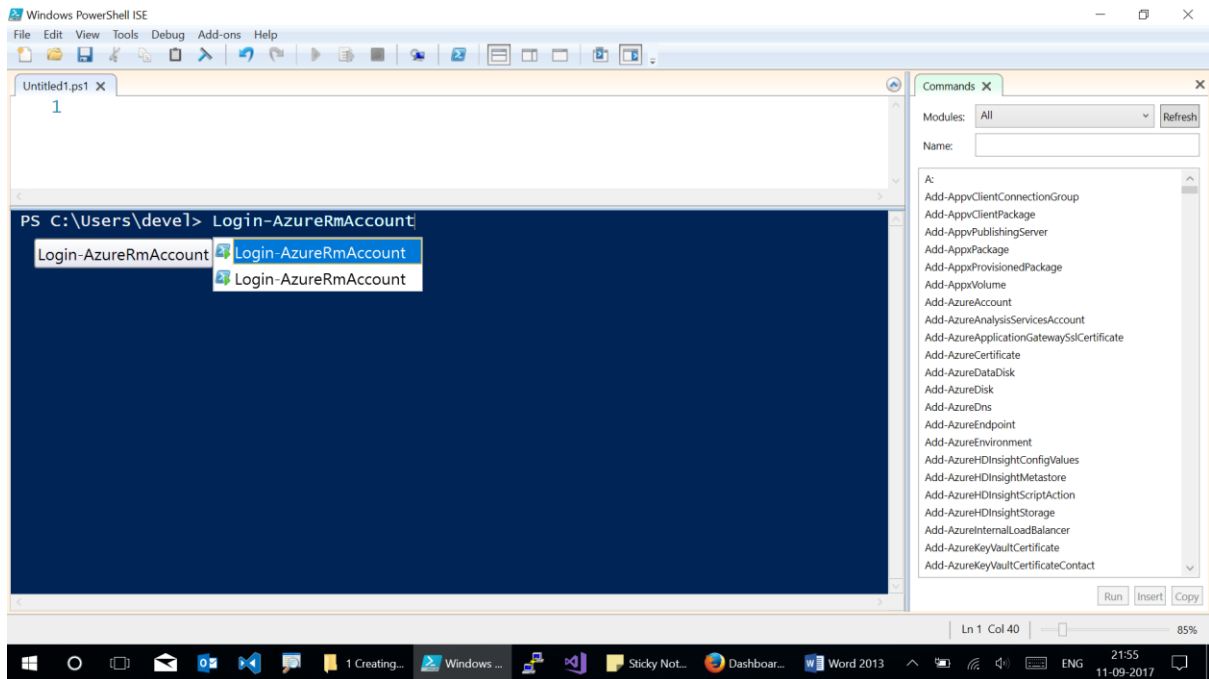 Windows PowerShell ISE
File Edit View Tools Debug Add-ons Help
Untitled1.ps1 X
1
PS C:\Users\devel> Login-AzureRmAccount
Login-AzureRmAccount
Login-AzureRmAccount
Login-AzureRmAccount
Commands X
Modules: All Refresh
Name:
A:
Add-AppvClientConnectionGroup
Add-AppvClientPackage
Add-AppvPublishingServer
Add-AppxPackage
Add-AppxProvisionedPackage
Add-AppxVolume
Add-AzureAccount
Add-AzureAnalysisServicesAccount
Add-AzureApplicationGatewaySslCertificate
Add-AzureCertificate
Add-AzureDataDisk
Add-AzureDisk
Add-AzureDns
Add-AzureEndpoint
Add-AzureEnvironment
Add-AzureHDInsightConfigValues
Add-AzureHDInsightMetastore
Add-AzureHDInsightScriptAction
Add-AzureHDInsightStorage
Add-AzureInternalLoadBalancer
Add-AzureKeyVaultCertificate
Add-AzureKeyVaultCertificateContact
Run Insert Copy
Ln 1 Col 40 85%
1 Creating... Windows ... Sticky Not... Dashboar... Word 2013 ENG 21:55
11-09-2017